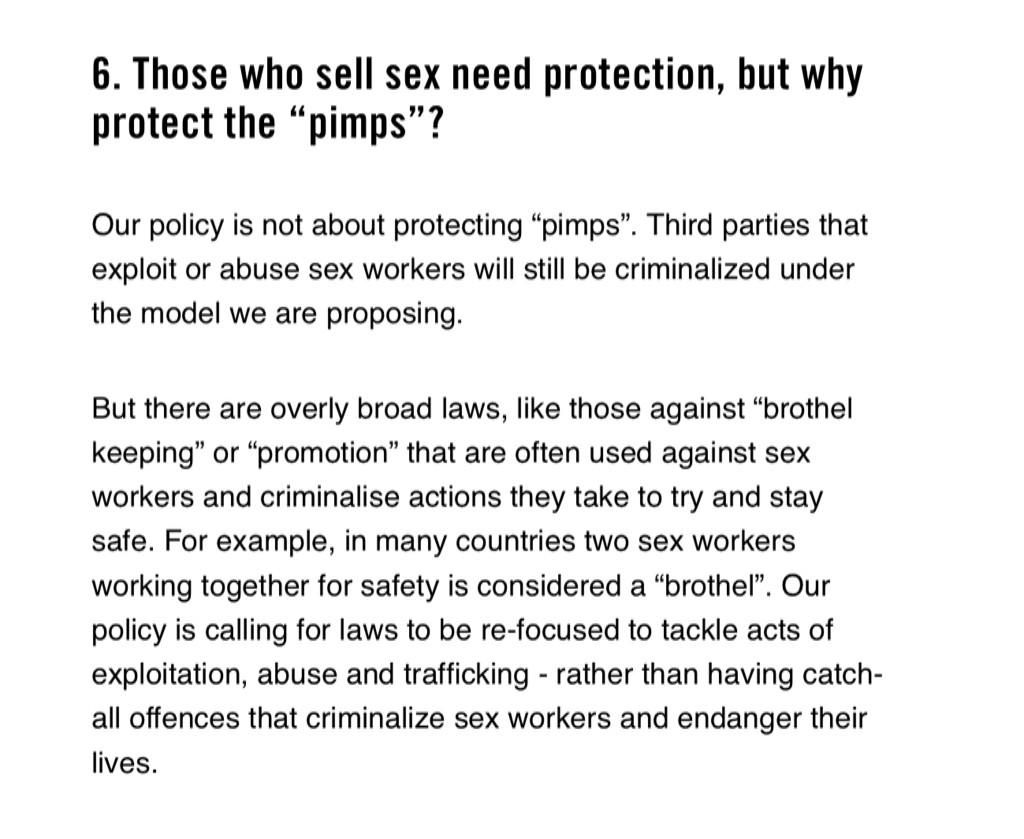 6. Those who sell sex need protection, but why
protect the “pimps”?
Our policy is not about protecting “pimps”. Third parties that
exploit or abuse sex workers will still be criminalized under
the model we are proposing.
But there are overly broad laws, like those against “brothel
keeping” or “promotion” that are often used against sex
workers and criminalise actions they take to try and stay
safe. For example, in many countries two sex workers
working together for safety is considered a “brothel”. Our
policy is calling for laws to be re-focused to tackle acts of
exploitation, abuse and trafficking - rather than having catch-
all offences that criminalize sex workers and endanger their
lives.